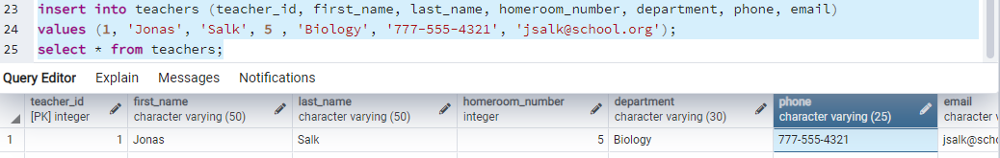 23 insert into teachers (teacher_id, first_name, last_name, homeroom_number, department, phone, email)
24 values (1, 'Jonas', 'Salk', 5 , 'Biology', '777-555-4321', 'jsalk@school.org');
25 select * from teachers;
Query Editor Explain Messages Notifications
teacher_id first_name last_name homeroom_number department phone email
[PK] integer character varying (50) character varying (50) integer character varying (30) character varying (25) character v
1 1 Jonas Salk 5 Biology 777-555-4321 jsalk@scho